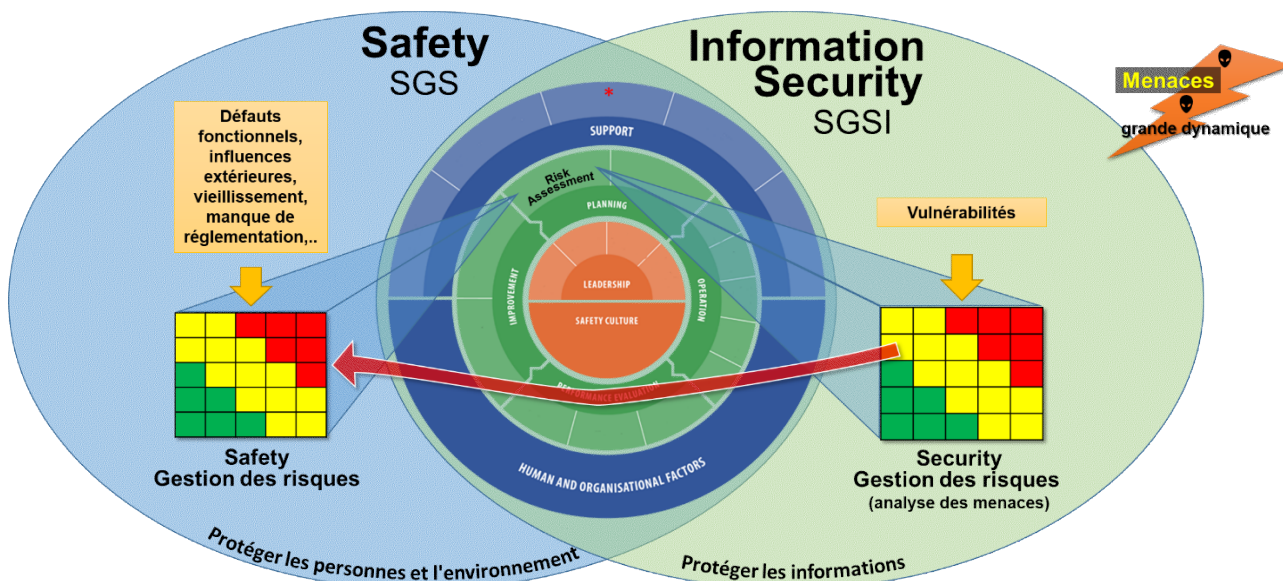 Safety
SGS
Information
Security
SGSI
Menaces
grande dynamique
Défauts
fonctionnels,
influences
extérieures,
vieillissement,
manque de
réglementation,..
*
SUPPORT
Risk
Assessment
PLANNING
LEADERSHIP
SAFETY CULTURE
IMPROVEMENT
OPERATION
PERFORMANCE EVALUATION
HUMAN AND ORGANISATIONAL FACTORS
Vulnérabilités
Safety
Gestion des risques
Security
Gestion des risques
(analyse des menaces)
Protéger les personnes et l'environnement
Protéger les informations